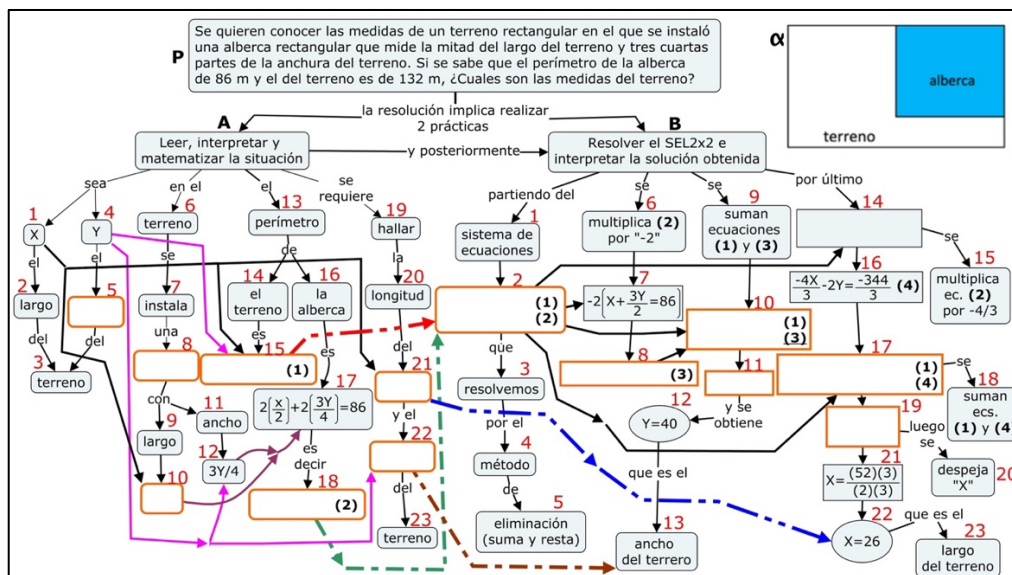 Se quieren conocer las medidas de un terreno rectangular en el que se instaló
una alberca rectangular que mide la mitad del largo del terreno y tres cuartas
partes de la anchura del terreno. Si se sabe que el perímetro de la alberca
de 86 m y el del terreno es de 132 m, ¿Cuales son las medidas del terreno?
P
α
alberca
terreno
la resolución implica realizar
2 prácticas
A
Leer, interpretar y
matematizar la situación
y posteriormente
B
Resolver el SEL2x2 e
interpretar la solución obtenida
sea
en el
el
se
requiere
1
X
4
Y
6
terreno
13
perímetro
19
hallar
el
el
se
de
la
2
largo
5
7
instala
14
el
terreno
16
la
alberca
20
longitud
del
del
una
es
es
del
3
terreno
8
15
(1)
17
2(x/2)+2(3Y/4)=86
21
con
y el
9
largo
11
ancho
12
3Y/4
22
10
es
decir
18
(2)
del
23
terreno
partiendo del
se
se
por último
1
sistema de
ecuaciones
6
multiplica (2)
por "-2"
9
suman
ecuaciones
(1) y (3)
14
se
2
(1)
(2)
7
-2(X+3Y/2=86)
10
(1)
(3)
16
-4X/3-2Y=-344/3 (4)
15
multiplica
ec. (2)
por -4/3
que
8
(3)
11
17
(1)
(4)
se
3
resolvemos
y se
obtiene
18
suman
ecs.
(1) y (4)
por el
12
Y=40
19
luego
se
4
método
que es el
21
X=(52)(3)/(2)(3)
despeja
"X"
20
de
5
eliminación
(suma y resta)
13
ancho
del terrero
22
X=26
que es el
23
largo
del terreno